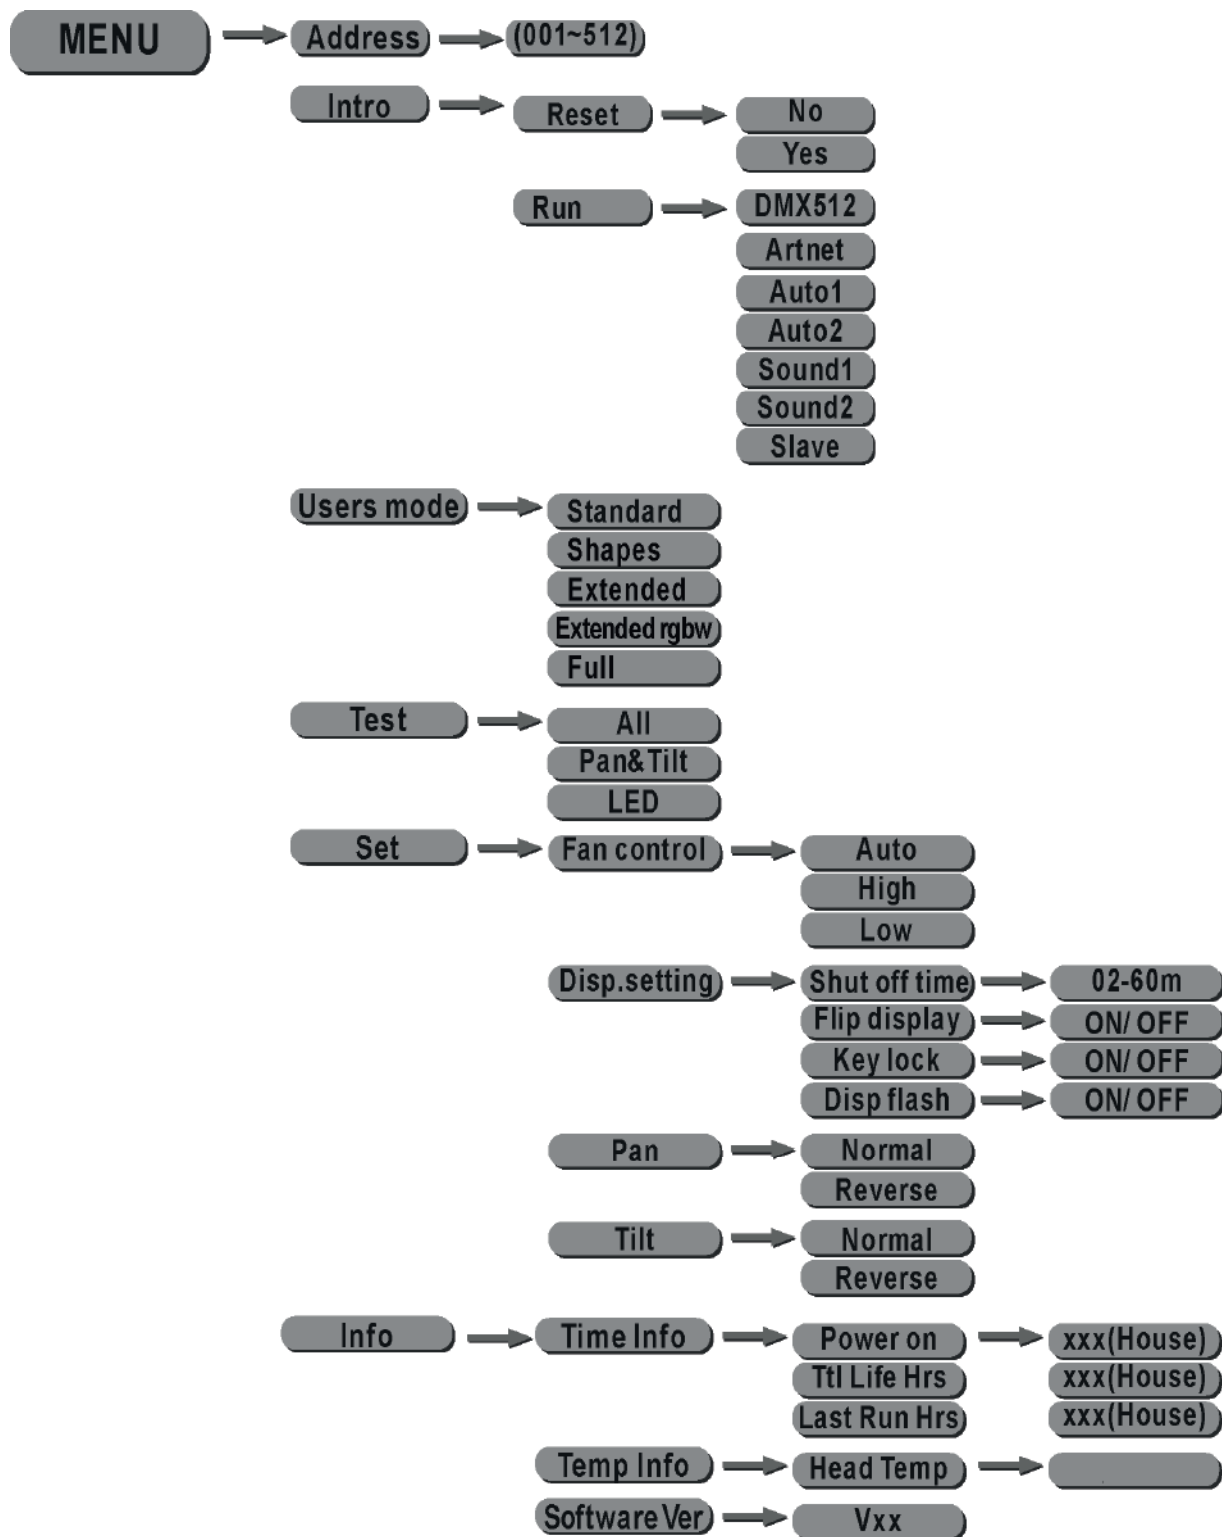 MENU Address (001~512)
Intro Reset No
Yes
Run DMX512
Artnet
Auto1
Auto2
Sound1
Sound2
Slave
Users mode Standard
Shapes
Extended
Extended rgbw
Full
Test All
Pan&Tilt
LED
Set Fan control Auto
High
Low
Disp.setting Shut off time 02-60m
Flip display ON/ OFF
Key lock ON/ OFF
Disp flash ON/ OFF
Pan Normal
Reverse
Tilt Normal
Reverse
Info Time Info Power on xxx(House)
Ttl Life Hrs xxx(House)
Last Run Hrs xxx(House)
Temp Info Head Temp
Software Ver Vxx